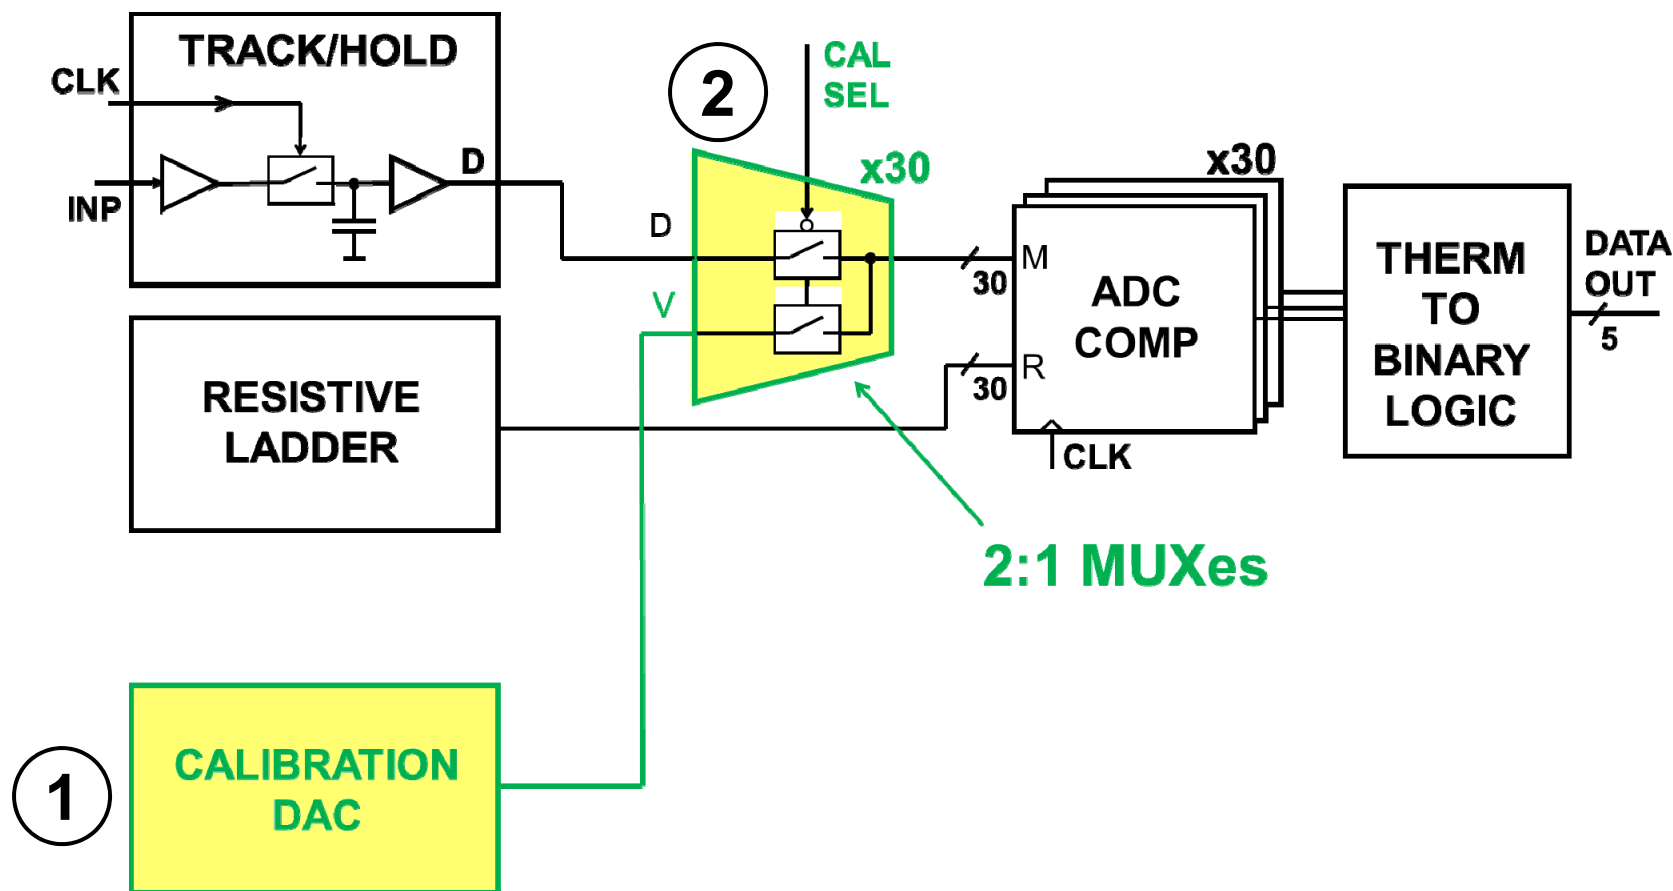 TRACK/HOLD
CLK
INP
D
2
CAL
SEL
x30
D
V
30
30
x30
M
R
ADC
COMP
CLK
THERM
TO
BINARY
LOGIC
DATA
OUT
5
RESISTIVE
LADDER
2:1 MUXes
1
CALIBRATION
DAC